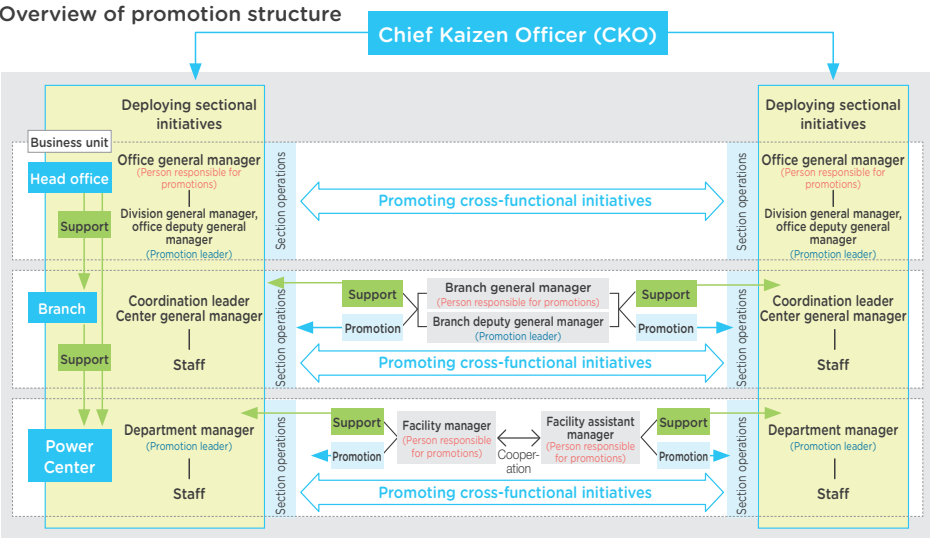 Overview of promotion structure
Chief Kaizen Officer (CKO)
Deploying sectional
initiatives
Deploying sectional
initiatives
Business unit
Head office
Office general manager
(Person responsible for
promotions)
Division general manager,
office deputy general
manager
(Promotion leader)
Support
Section operations
Promoting cross-functional initiatives
Section operations
Office general manager
(Person responsible for
promotions)
Division general manager,
office deputy general
manager
(Promotion leader)
Branch
Coordination leader
Center general manager
Staff
Support
Section operations
Support
Promotion
Branch general manager
(Person responsible for promotions)
Branch deputy general manager
(Promotion leader)
Support
Promotion
Promoting cross-functional initiatives
Section operations
Coordination leader
Center general manager
Staff
Power
Center
Department manager
(Promotion leader)
Staff
Section operations
Support
Promotion
Facility manager
(Person responsible
for promotions)
Cooper-
ation
Facility assistant
manager
(Person responsible
for promotions)
Support
Promotion
Promoting cross-functional initiatives
Section operations
Department manager
(Promotion leader)
Staff